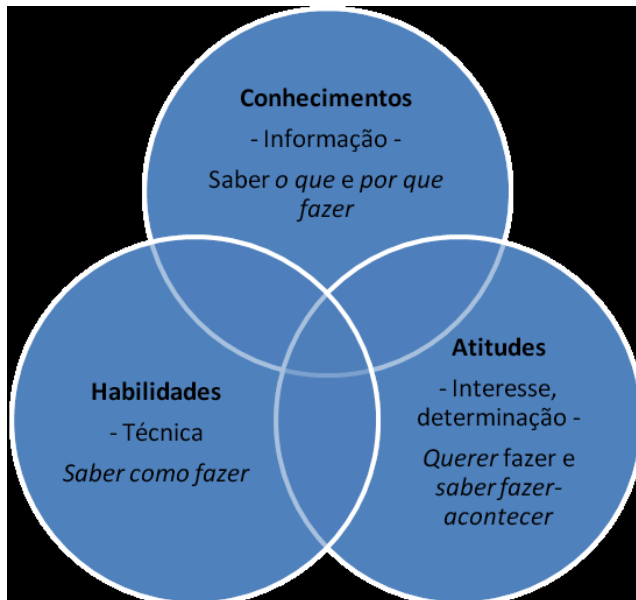 Conhecimentos
- Informação -
Saber o que e por que
fazer
Habilidades
- Técnica
Saber como fazer
Atitudes
- Interesse,
determinação -
Querer fazer e
saber fazer-
acontecer